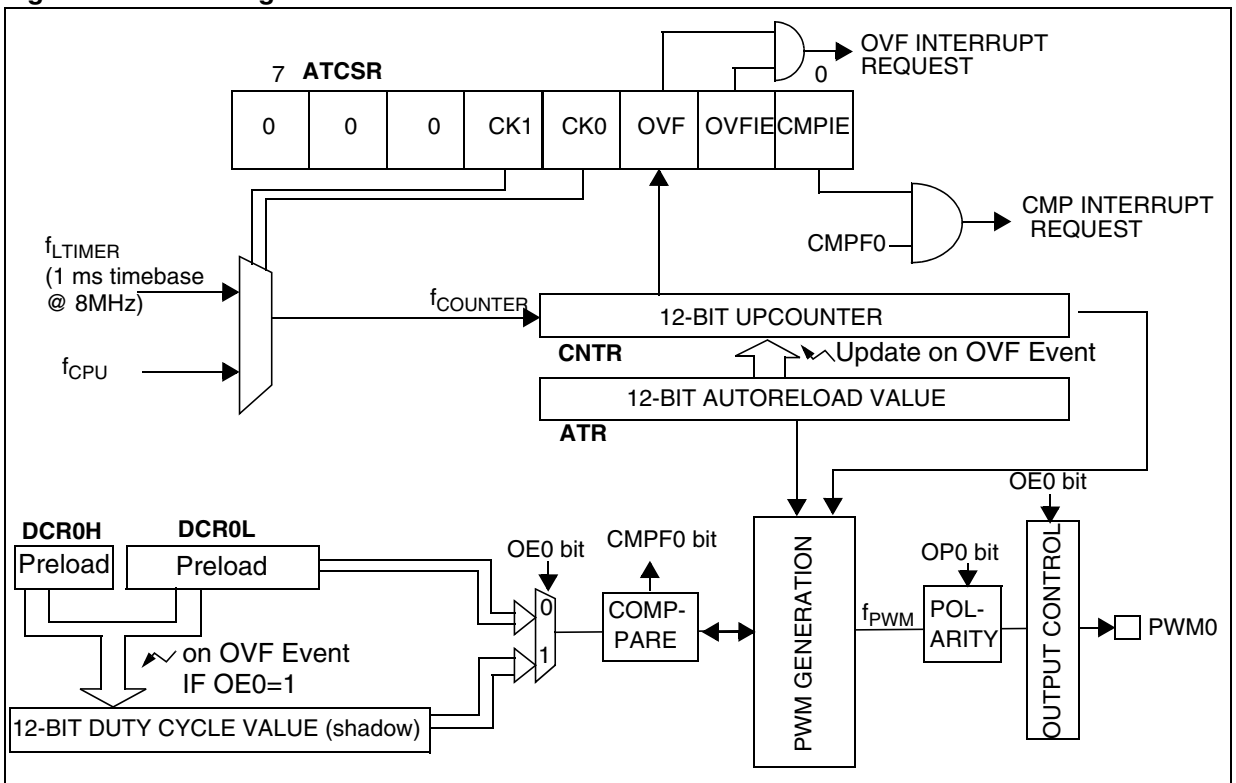 OVF INTERRUPT
REQUEST
7 ATCSR
0
0 0 0 CK1 CK0 OVF OVFIE CMPIE
CMP INTERRUPT
REQUEST
CMPF0
fLTIMER
(1 ms timebase
@ 8MHz)
fCOUNTER
12-BIT UPCOUNTER
CNTR
Update on OVF Event
fCPU
12-BIT AUTORELOAD VALUE
ATR
OE0 bit
DCR0H
DCR0L
Preload
Preload
OE0 bit
CMPF0 bit
OP0 bit
0
1
COMP-
PARE
PWM GENERATION
fPWM
POL-
ARITY
OUTPUT CONTROL
PWM0
on OVF Event
IF OE0=1
12-BIT DUTY CYCLE VALUE (shadow)